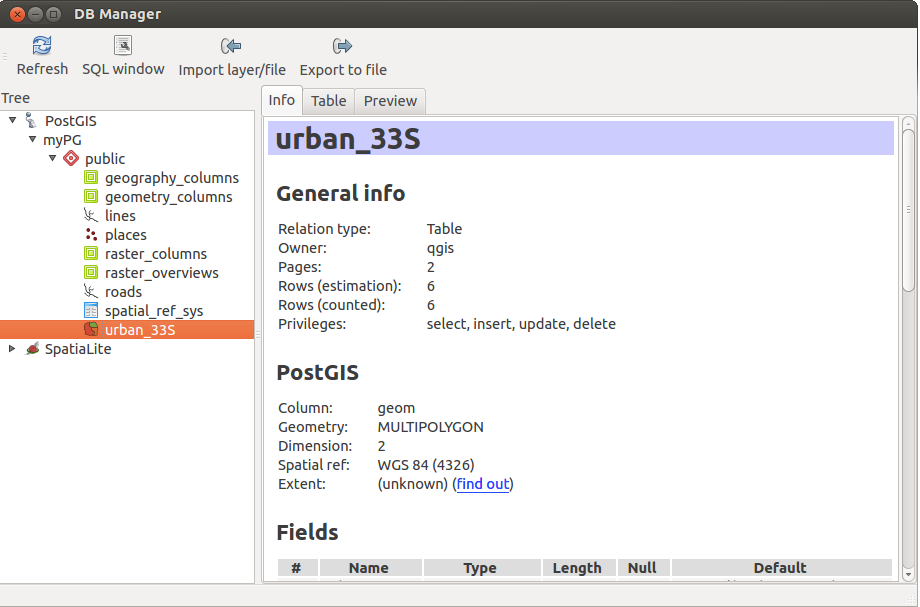 DB Manager
Refresh SQL window Import layer/file Export to file
Tree
PostGIS
myPG
public
geography_columns
geometry_columns
lines
places
raster_columns
raster_overviews
roads
spatial_ref_sys
urban_33S
SpatiaLite
Info Table Preview
urban_33S
General info
Relation type: Table
Owner: qgis
Pages: 2
Rows (estimation): 6
Rows (counted): 6
Privileges: select, insert, update, delete
PostGIS
Column: geom
Geometry: MULTIPOLYGON
Dimension: 2
Spatial ref: WGS 84 (4326)
Extent: (unknown) (find out)
Fields
# Name Type Length Null Default